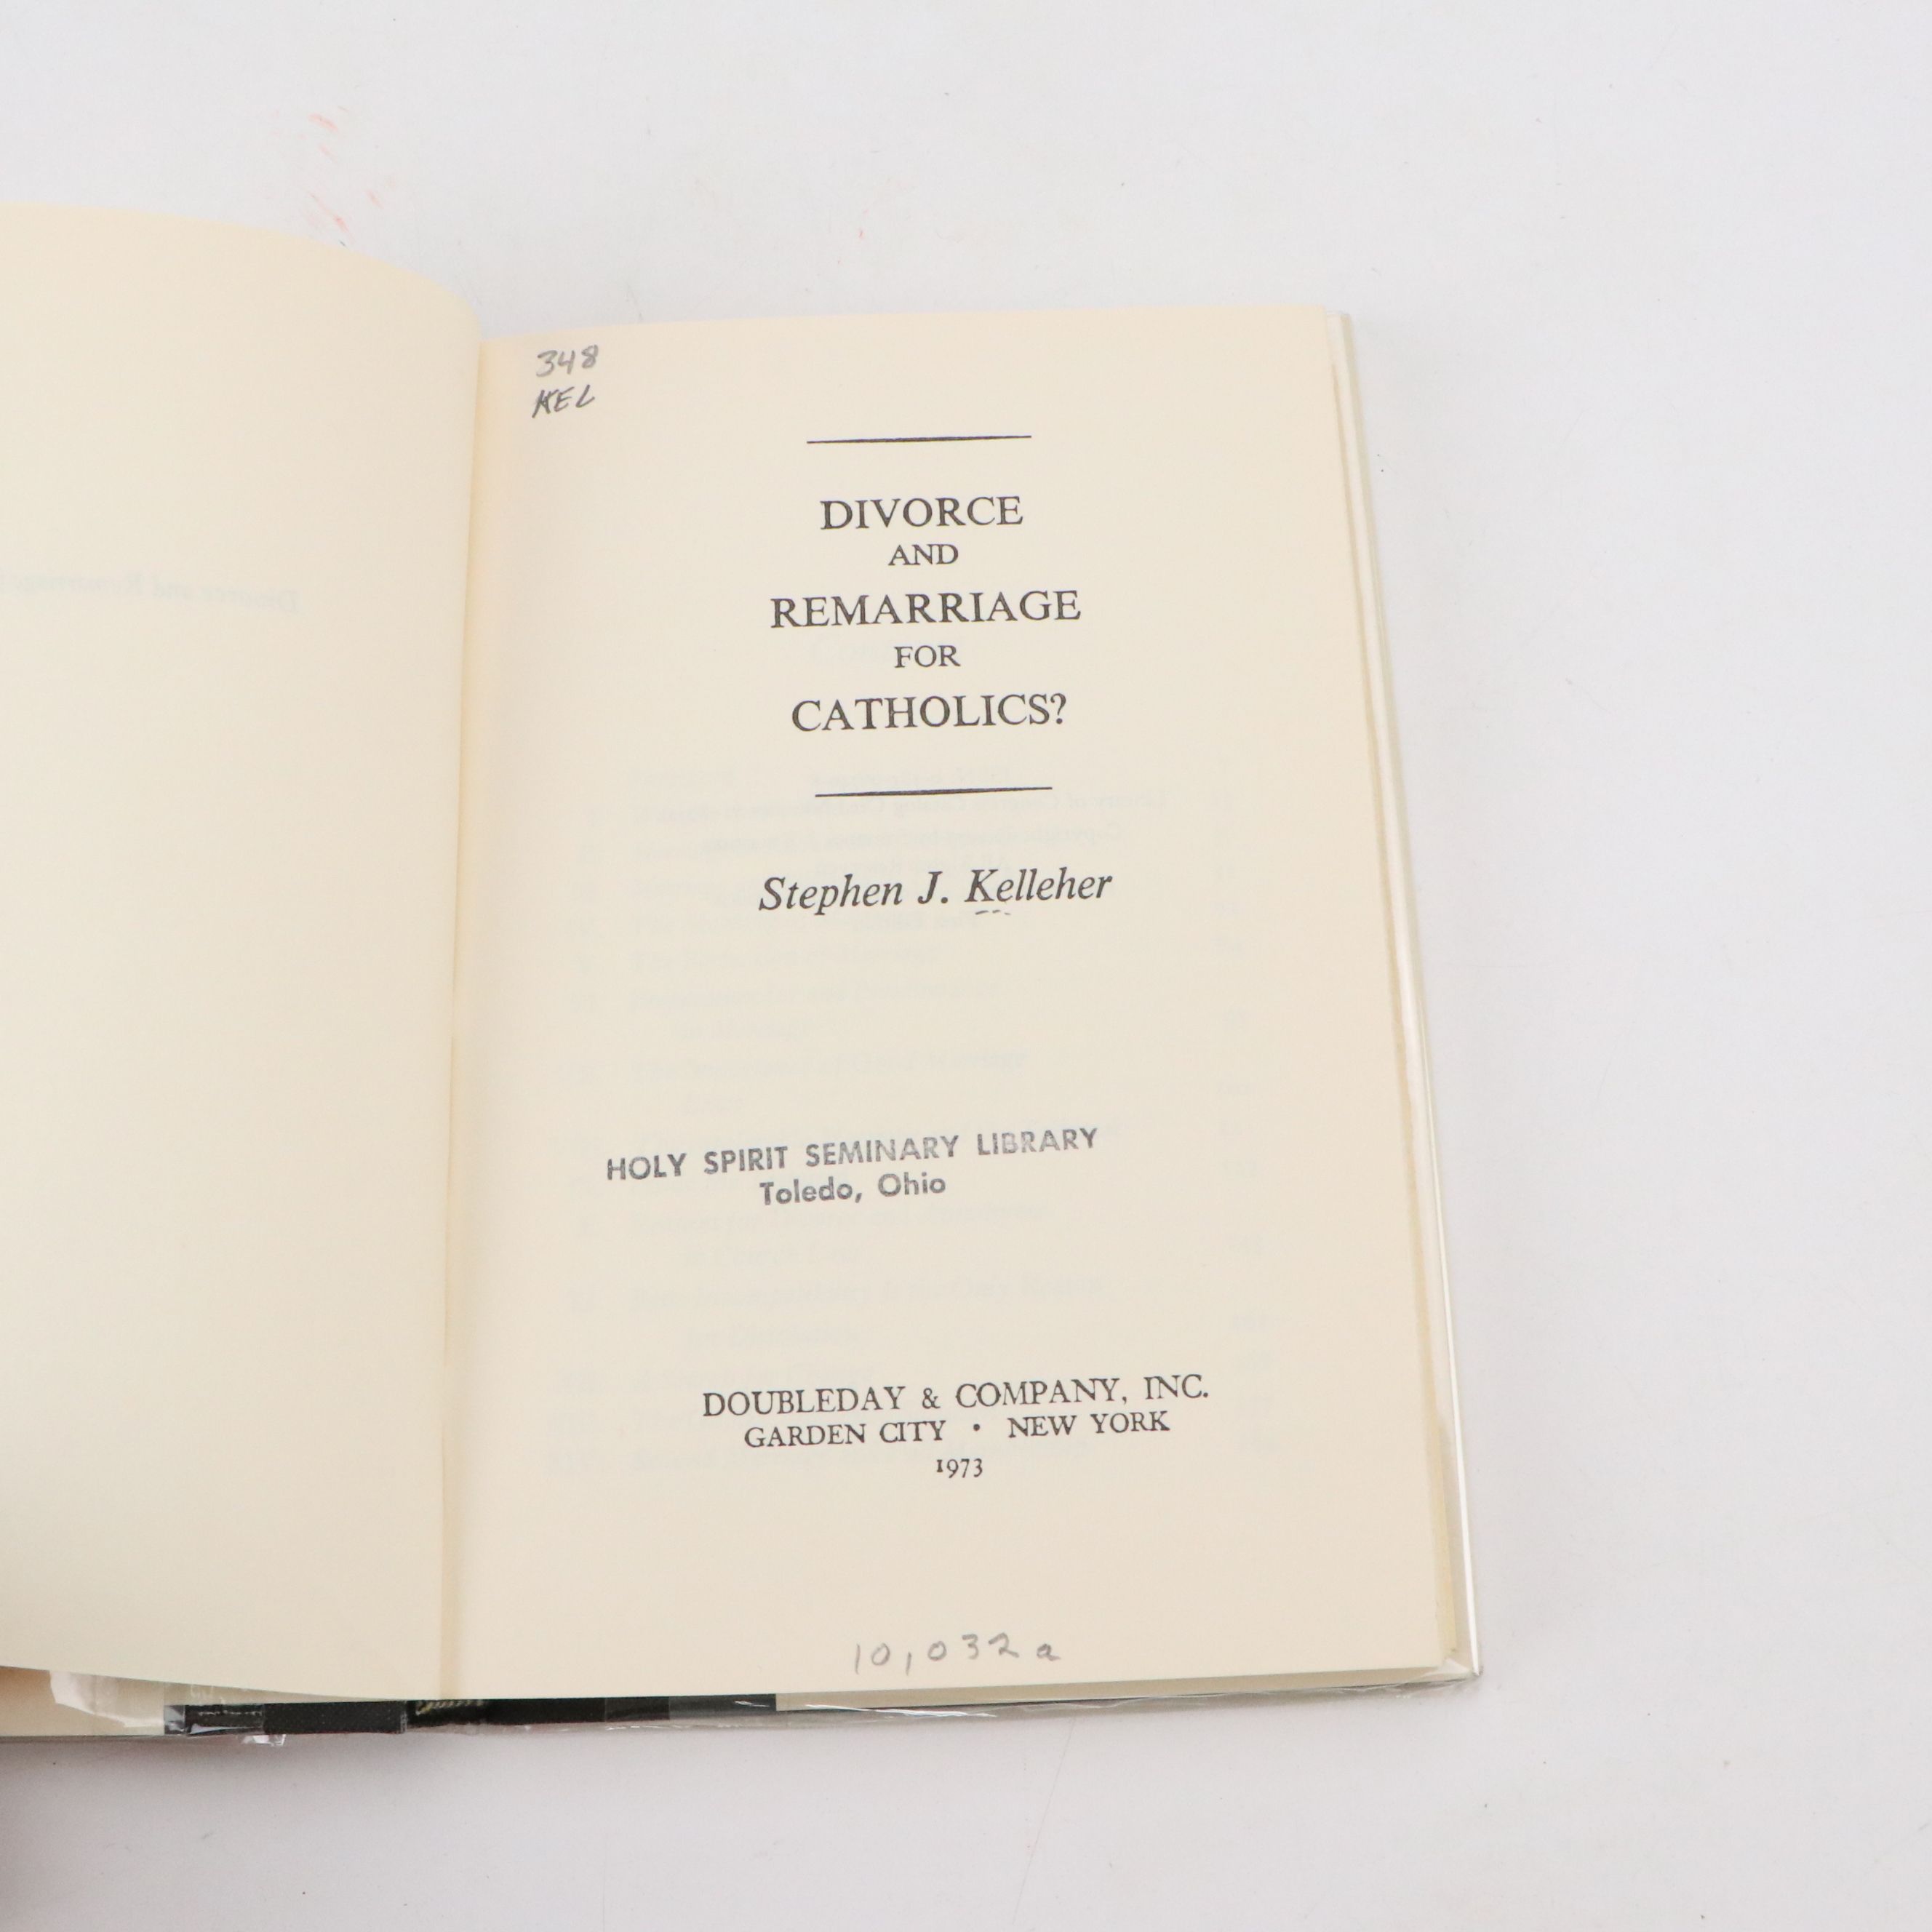 348
KEL
DIVORCE
AND
REMARRIAGE
FOR
CATHOLICS?
Stephen J. Kelleher
HOLY SPIRIT SEMINARY LIBRARY
Toledo, Ohio
DOUBLEDAY & COMPANY, INC.
GARDEN CITY • NEW YORK
1973
10,032a